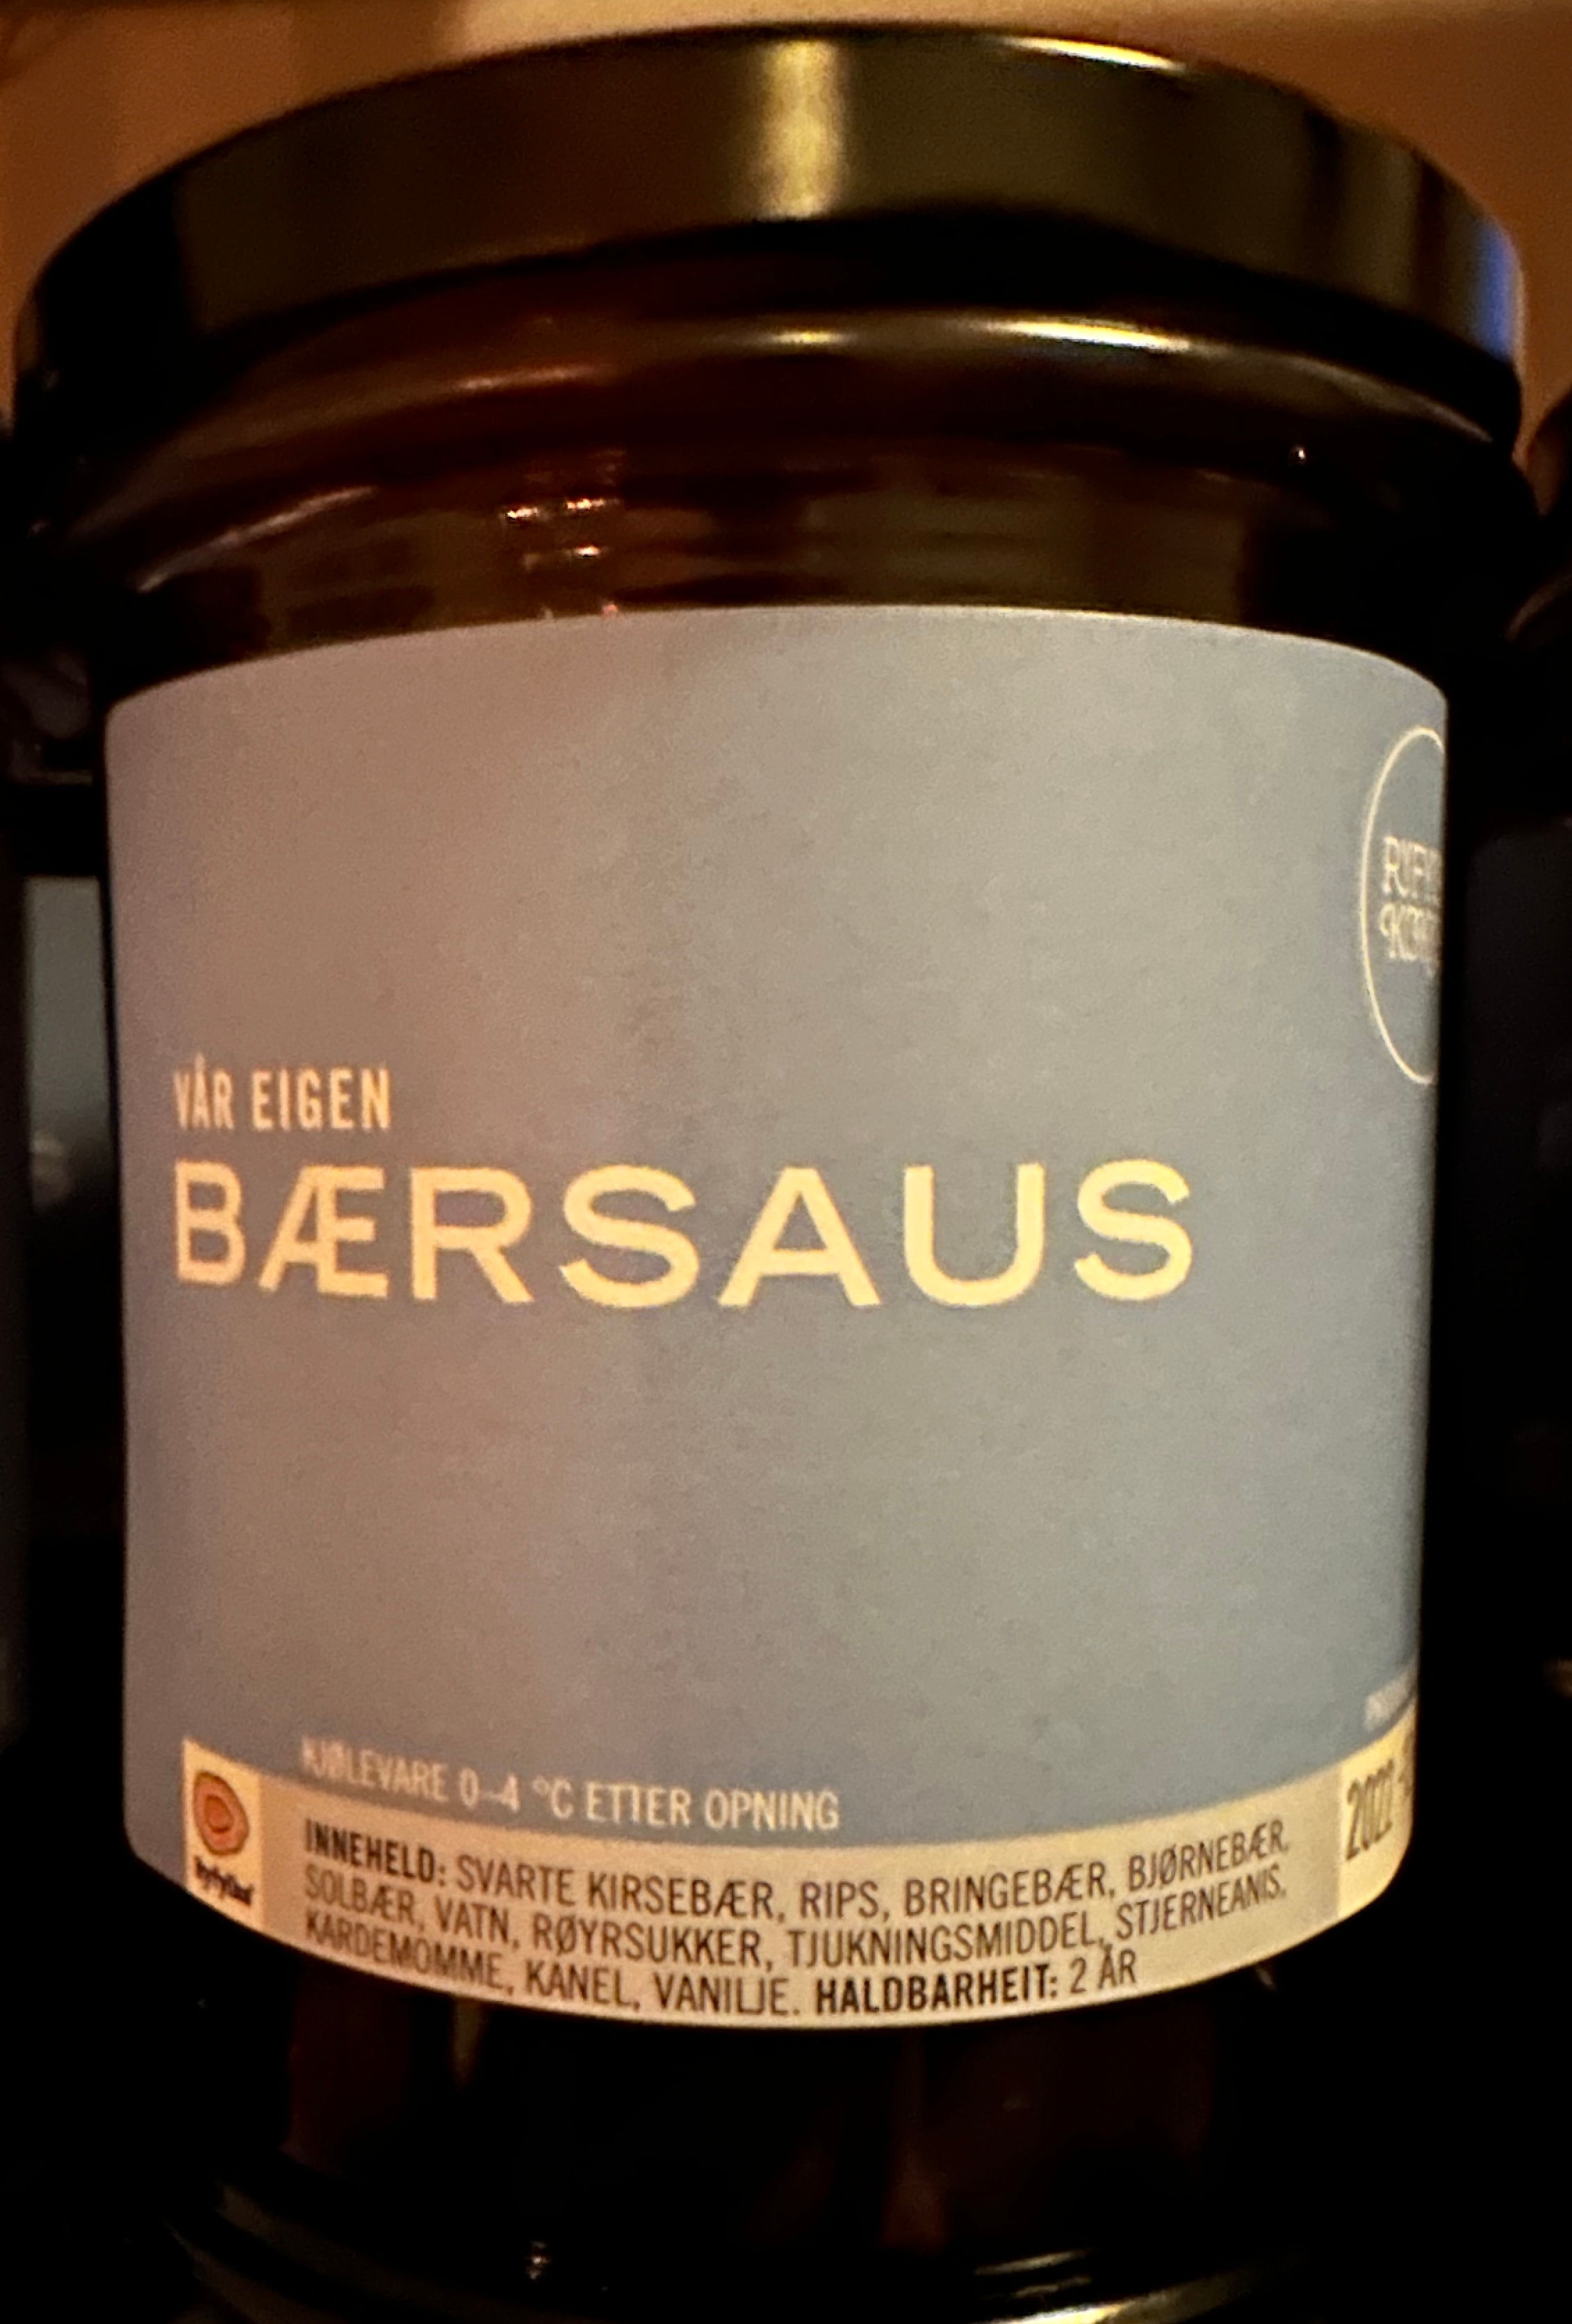 VÅR EIGEN
BÆRSAUS
KJØLEVARE 0–4 °C ETTER OPNING
INNEHELD: SVARTE KIRSEBÆR, RIPS, BRINGEBÆR, BJØRNEBÆR,
SOLBÆR, VATN, RØYRSUKKER, TJUKNINGSMIDDEL, STJERNEANIS,
KARDEMOMME, KANEL, VANILJE. HALDBARHEIT: 2 ÅR
2022